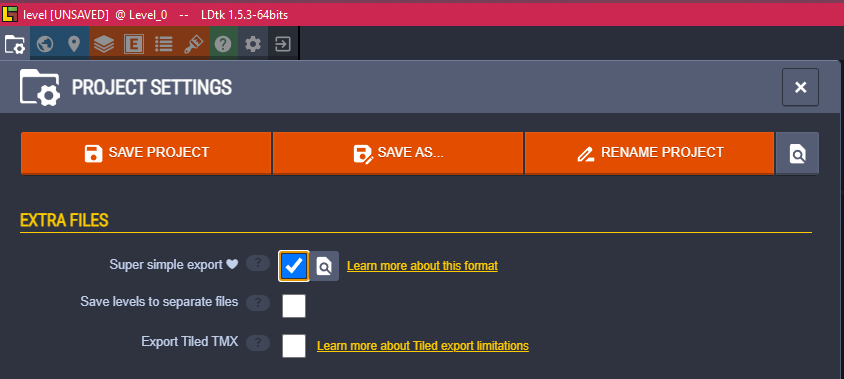 level [UNSAVED] @ Level_0 -- LDtk 1.5.3-64bits
E
?
PROJECT SETTINGS
SAVE PROJECT
SAVE AS...
RENAME PROJECT
EXTRA FILES
Super simple export ? Learn more about this format
Save levels to separate files ?
Export Tiled TMX ? Learn more about Tiled export limitations